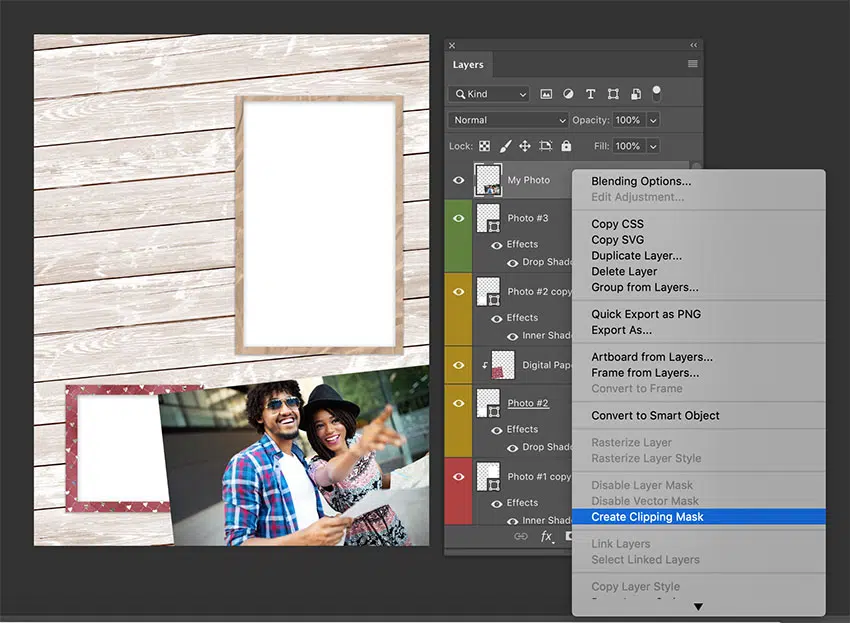 Layers
Kind
Normal Opacity: 100%
Lock: Fill: 100%
My Photo
Photo #3
Effects
Drop Shado
Photo #2 copy
Effects
Inner Shad
Digital Pap
Photo #2
Effects
Drop Shado
Photo #1 copy
Effects
Inner Shad
fx
Blending Options...
Edit Adjustment...
Copy CSS
Copy SVG
Duplicate Layer...
Delete Layer
Group from Layers...
Quick Export as PNG
Export As...
Artboard from Layers...
Frame from Layers...
Convert to Frame
Convert to Smart Object
Rasterize Layer
Rasterize Layer Style
Disable Layer Mask
Disable Vector Mask
Create Clipping Mask
Link Layers
Select Linked Layers
Copy Layer Style